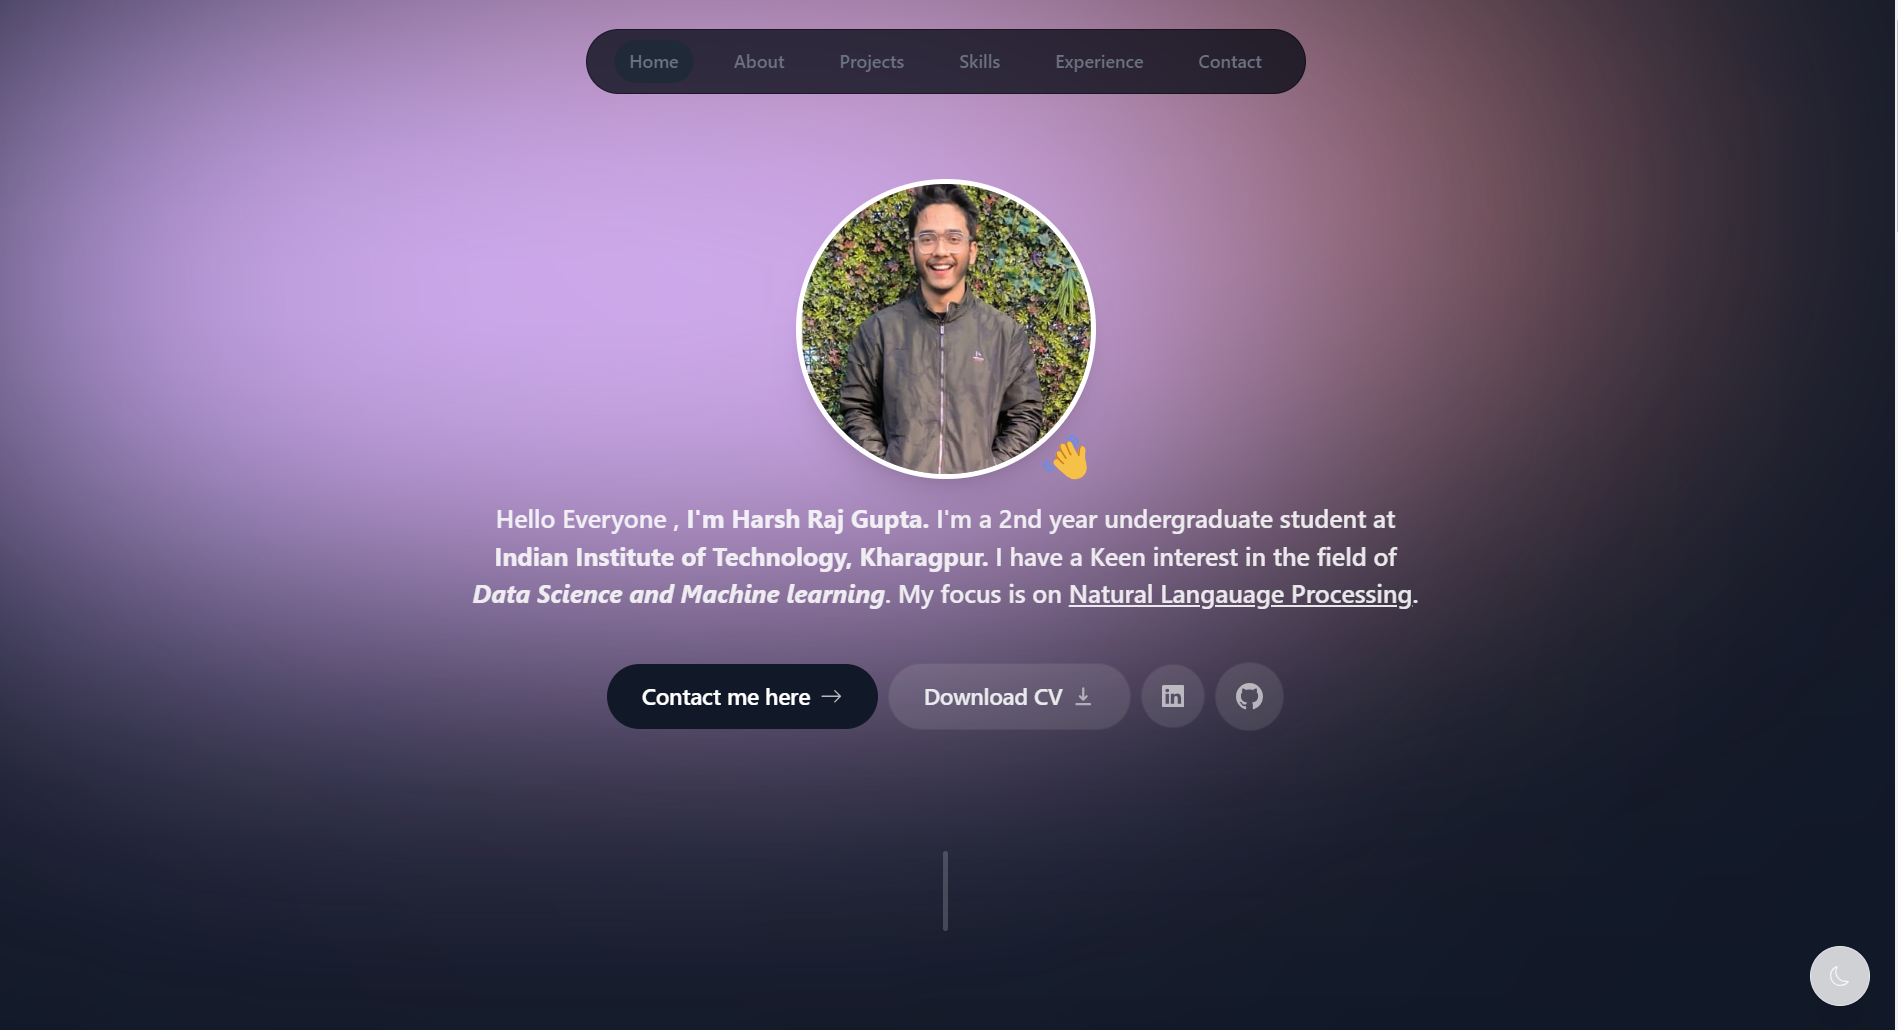 Home About Projects Skills Experience Contact
Hello Everyone , I'm Harsh Raj Gupta. I'm a 2nd year undergraduate student at
Indian Institute of Technology, Kharagpur. I have a Keen interest in the field of
Data Science and Machine learning. My focus is on Natural Langauage Processing.
Contact me here Download CV in